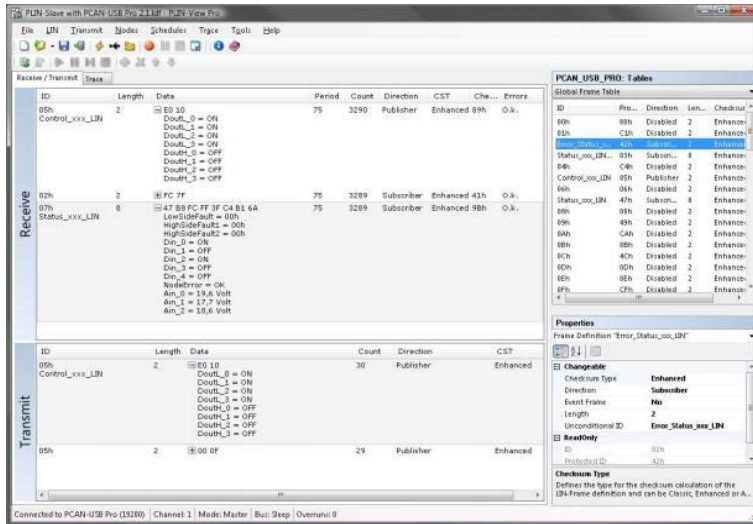 PLIN-Slave with PCAN-USB Pro 2.1.ldf - PLIN-View Pro
File LIN Transmit Nodes Schedules Trace Tools Help
Receive / Transmit Trace
ID Length Data Period Count Direction CST Che... Errors
05h 2 E0 10 75 3290 Publisher Enhanced 89h O.k.
Control_xxx_LIN DoutL_0 = ON
DoutL_1 = ON
DoutL_2 = ON
DoutL_3 = ON
DoutH_0 = OFF
DoutH_1 = OFF
DoutH_2 = OFF
DoutH_3 = OFF
02h 2 FC 7F 75 3289 Subscriber Enhanced 41h O.k.
07h 8 47 B8 FC FF 3F C4 B1 6A 75 3289 Subscriber Enhanced 9Bh O.k.
Status_xxx_LIN LowSideFault = 00h
HighSideFault1 = 00h
HighSideFault2 = 00h
Din_0 = ON
Din_1 = OFF
Din_2 = ON
Din_3 = OFF
Din_4 = OFF
NodeError = OK
Ain_0 = 19,6 Volt
Ain_1 = 17,7 Volt
Ain_2 = 10,6 Volt
Receive
ID Length Data Count Direction CST
05h 2 E0 10 30 Publisher Enhanced
Control_xxx_LIN DoutL_0 = ON
DoutL_1 = ON
DoutL_2 = ON
DoutL_3 = ON
DoutH_0 = OFF
DoutH_1 = OFF
DoutH_2 = OFF
DoutH_3 = OFF
05h 2 00 0F 29 Publisher Enhanced
Transmit
PCAN_USB_PRO: Tables
Global Frame Table
ID Pro... Direction Len... Checksum
00h Disabled 2 Enhance
01h C1h Disabled 2 Enhance
Error_Status_x... 42h Subscri... 2 Enhance
Status_xxx_LIN... 03h Subscri... 8 Enhance
04h C4h Disabled 2 Enhance
Control_xxx_LIN 85h Publisher 2 Enhance
06h 06h Disabled 2 Enhance
Status_xxx_LIN 47h Subscri... 8 Enhance
08h 08h Disabled 2 Enhance
09h 49h Disabled 2 Enhance
0Ah CAh Disabled 2 Enhance
0Bh 8Bh Disabled 2 Enhance
0Ch 4Ch Disabled 2 Enhance
0Dh 0Dh Disabled 2 Enhance
0Eh 8Eh Disabled 2 Enhance
0Fh CFh Disabled 2 Enhance
Properties
Frame Definition "Error_Status_xxx_LIN"
Changeable
Checksum Type Enhanced
Direction Subscriber
Event Frame No
Length 2
Unconditional ID Error_Status_xxx_LIN
ReadOnly
ID 02h
Protected ID 42h
Checksum Type
Defines the type for the checksum calculation of the
LIN-Frame definition and can be Classic, Enhanced or A...
Connected to PCAN-USB Pro (19200) Channel: 1 Mode: Master Bus: Sleep Overruns: 0